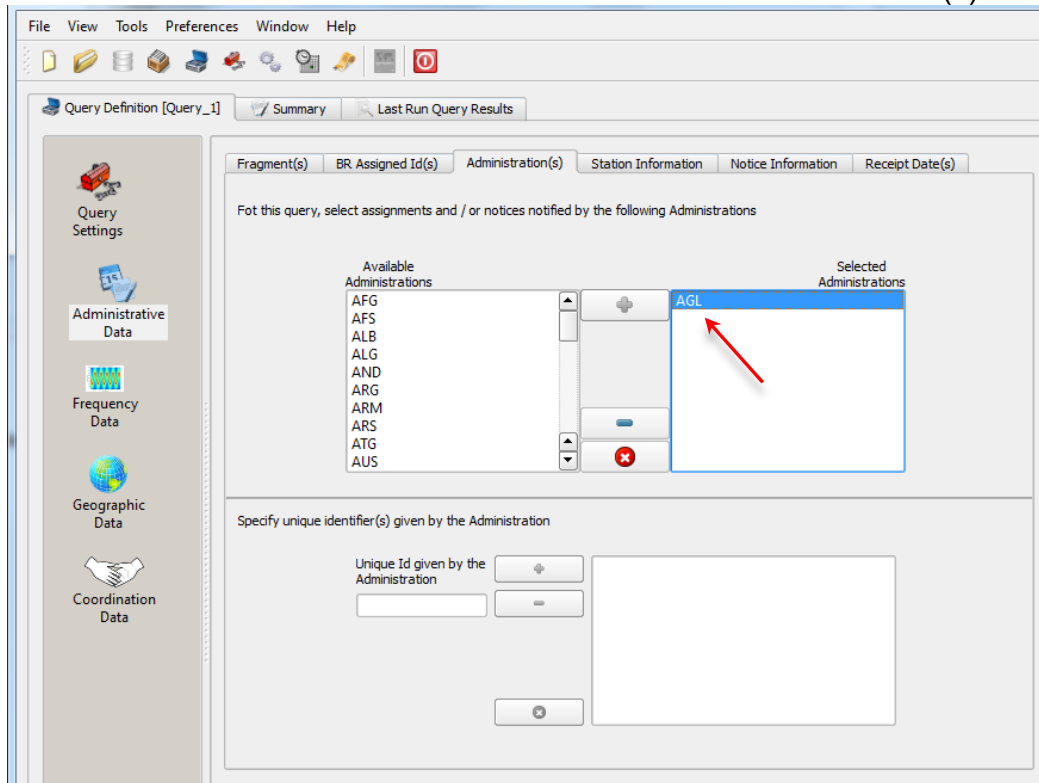 File View Tools Preferences Window Help
Query Definition [Query_1] Summary Last Run Query Results
Fragment(s) BR Assigned Id(s) Administration(s) Station Information Notice Information Receipt Date(s)
Query
Settings
Administrative
Data
Frequency
Data
Geographic
Data
Coordination
Data
Fot this query, select assignments and / or notices notified by the following Administrations
Available
Administrations
AFG
AFS
ALB
ALG
AND
ARG
ARM
ARS
ATG
AUS
Selected
Administrations
AGL
Specify unique identifier(s) given by the Administration
Unique Id given by the
Administration